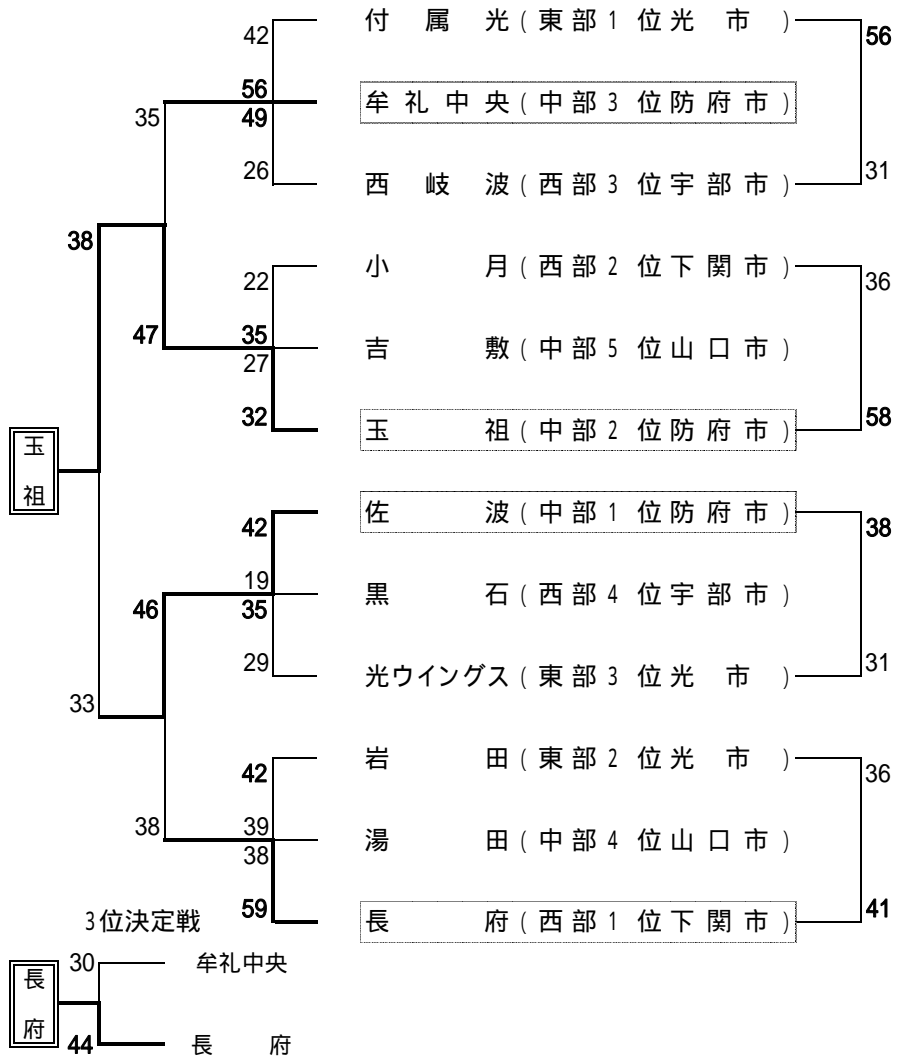 42 付属光(東部1位光市) 56
56
牟礼中央(中部3位防府市)
35 49
26 西岐波(西部3位宇部市) 31
38
22 小月(西部2位下関市) 36
47 35 吉敷(中部5位山口市)
27
32 玉祖(中部2位防府市) 58
玉祖
42 佐波(中部1位防府市) 38
19
46 35 黒石(西部4位宇部市)
29 光ウイングス(東部3位光市) 31
33
42 岩田(東部2位光市) 36
38 39 湯田(中部4位山口市)
38
59 長府(西部1位下関市) 41
3位決定戦
30 牟礼中央
長府
44 長府